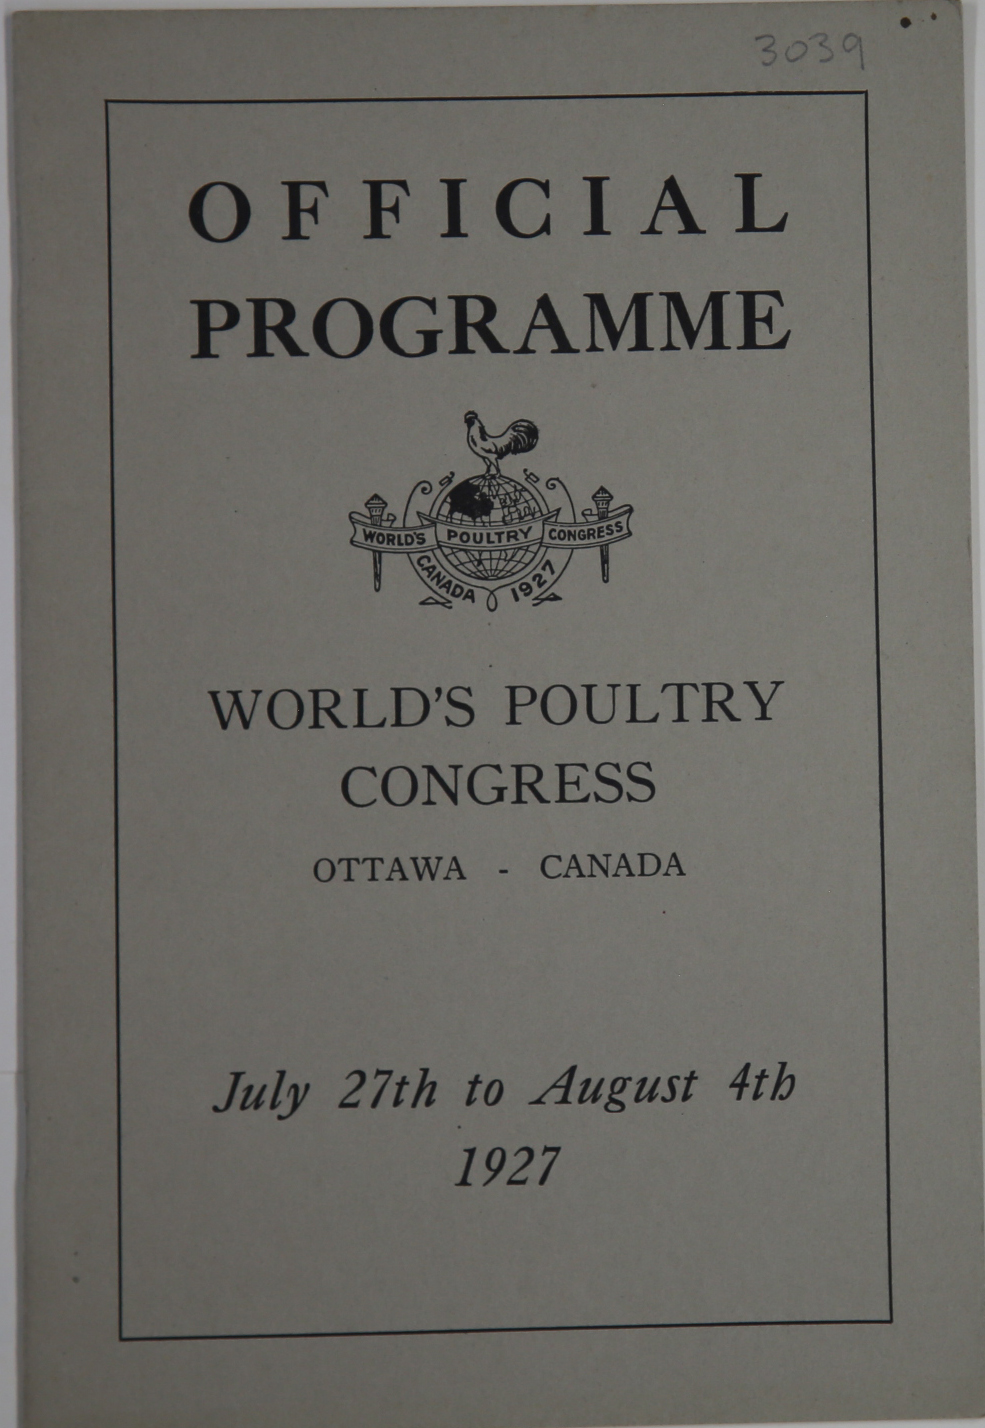 3039
OFFICIAL
PROGRAMME
WORLD'S POULTRY CONGRESS
CANADA 1927
WORLD'S POULTRY
CONGRESS
OTTAWA - CANADA
July 27th to August 4th
1927